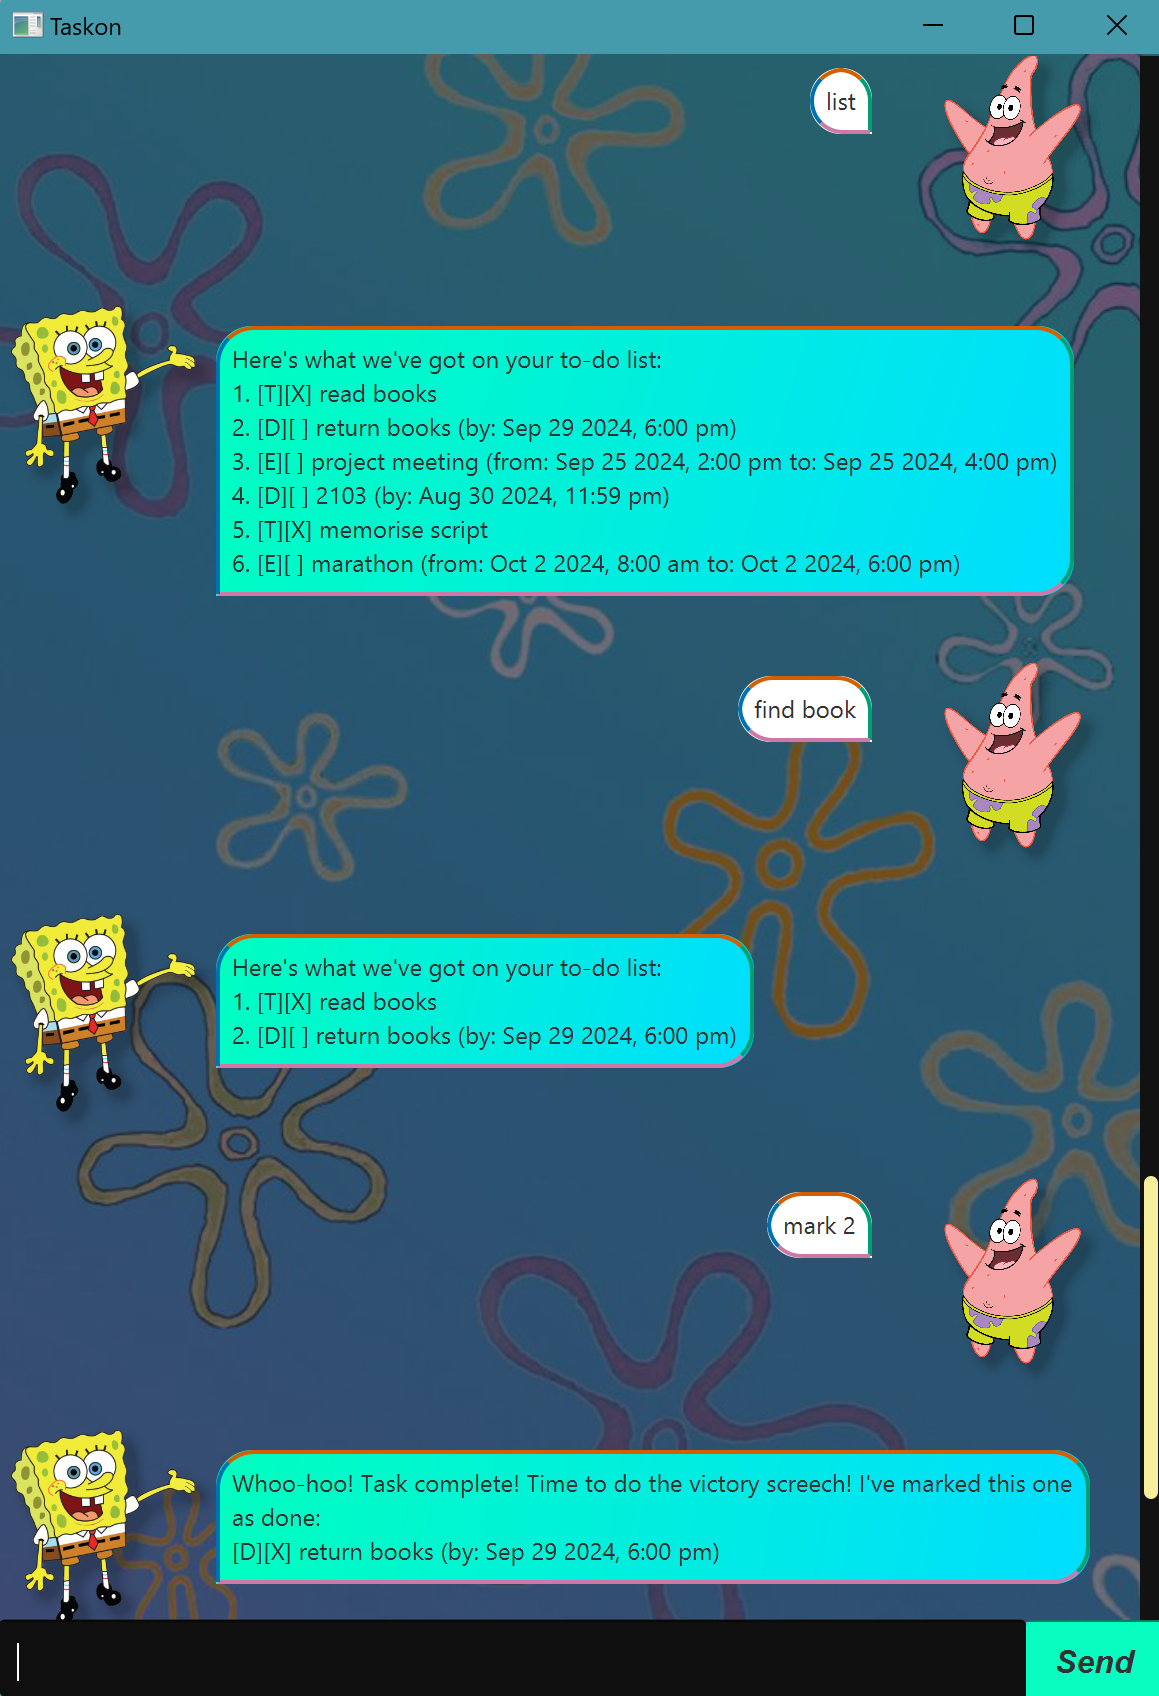 Taskon
list
Here's what we've got on your to-do list:
1. [T][X] read books
2. [D][ ] return books (by: Sep 29 2024, 6:00 pm)
3. [E][ ] project meeting (from: Sep 25 2024, 2:00 pm to: Sep 25 2024, 4:00 pm)
4. [D][ ] 2103 (by: Aug 30 2024, 11:59 pm)
5. [T][X] memorise script
6. [E][ ] marathon (from: Oct 2 2024, 8:00 am to: Oct 2 2024, 6:00 pm)
find book
Here's what we've got on your to-do list:
1. [T][X] read books
2. [D][ ] return books (by: Sep 29 2024, 6:00 pm)
mark 2
Whoo-hoo! Task complete! Time to do the victory screech! I've marked this one
as done:
[D][X] return books (by: Sep 29 2024, 6:00 pm)
Send